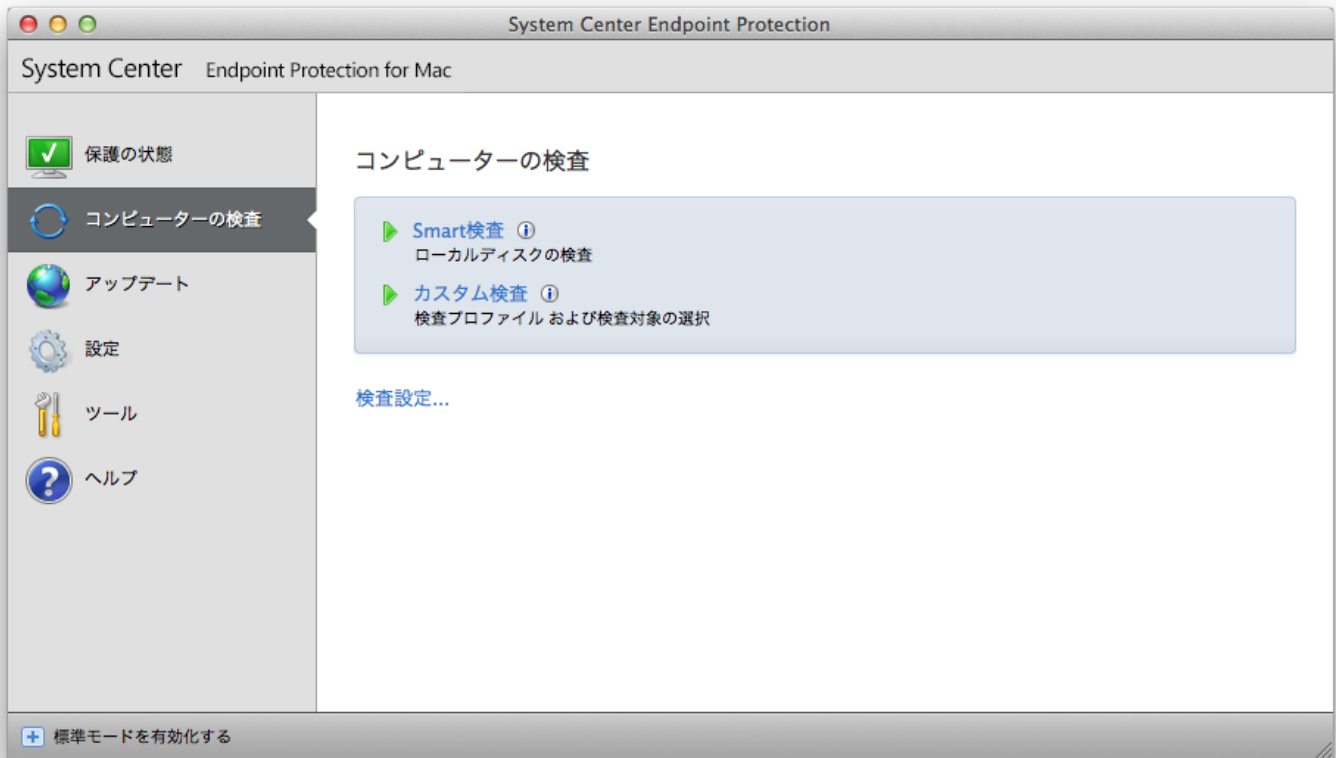 System Center Endpoint Protection
System Center Endpoint Protection for Mac
保護の状態
コンピューターの検査
アップデート
設定
ツール
ヘルプ
コンピューターの検査
Smart検査
ローカルディスクの検査
カスタム検査
検査プロファイル および検査対象の選択
検査設定...
標準モードを有効化する